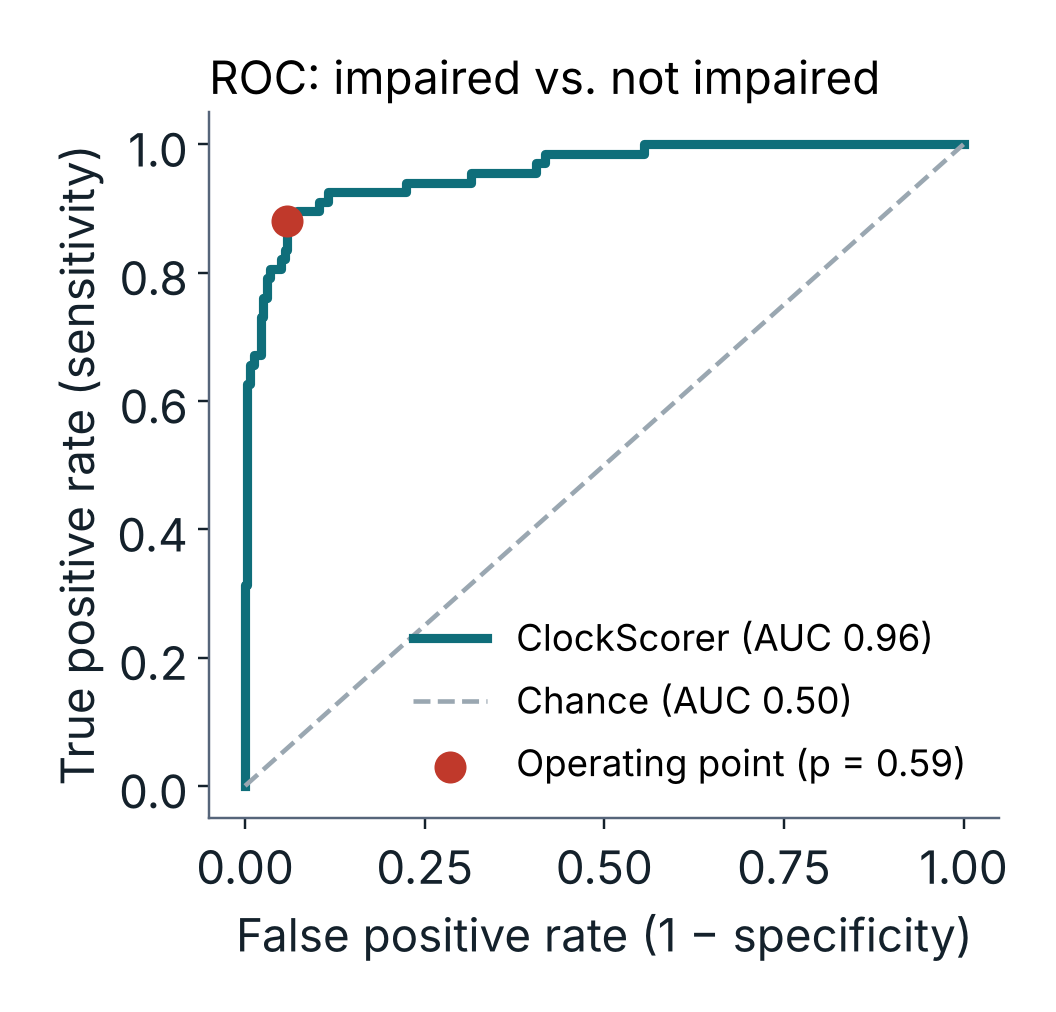 ROC: impaired vs. not impaired
True positive rate (sensitivity)
1.0
0.8
0.6
0.4
0.2
0.0
ClockScorer (AUC 0.96)
Chance (AUC 0.50)
Operating point (p = 0.59)
0.00 0.25 0.50 0.75 1.00
False positive rate (1 − specificity)